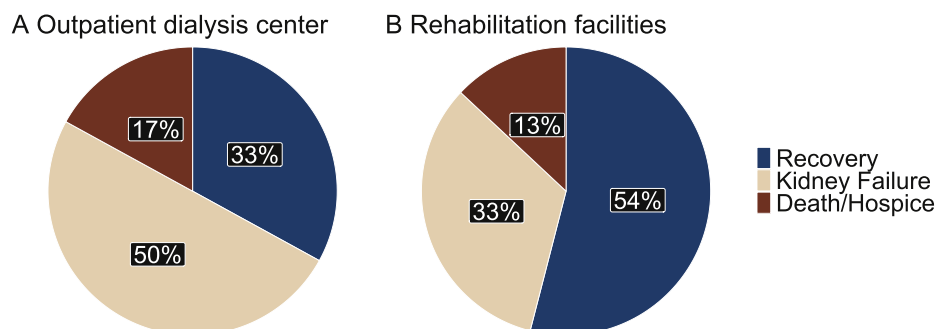 A Outpatient dialysis center
B Rehabilitation facilities
17%
33%
50%
13%
54%
33%
Recovery
Kidney Failure
Death/Hospice